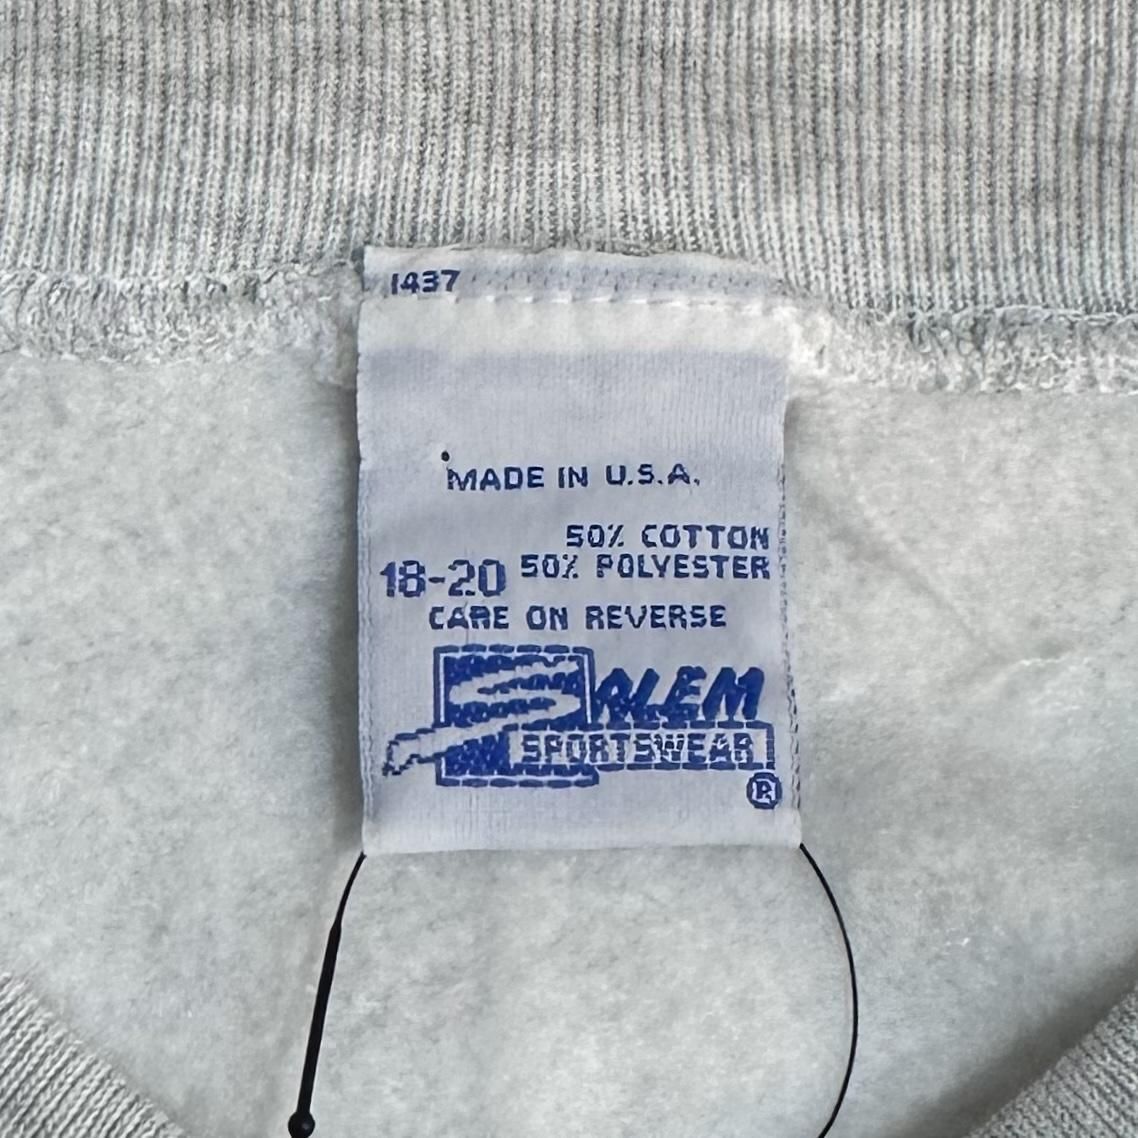 1437
MADE IN U.S.A.
50% COTTON
18-20 50% POLYESTER
CARE ON REVERSE
SALEM
SPORTSWEAR
®